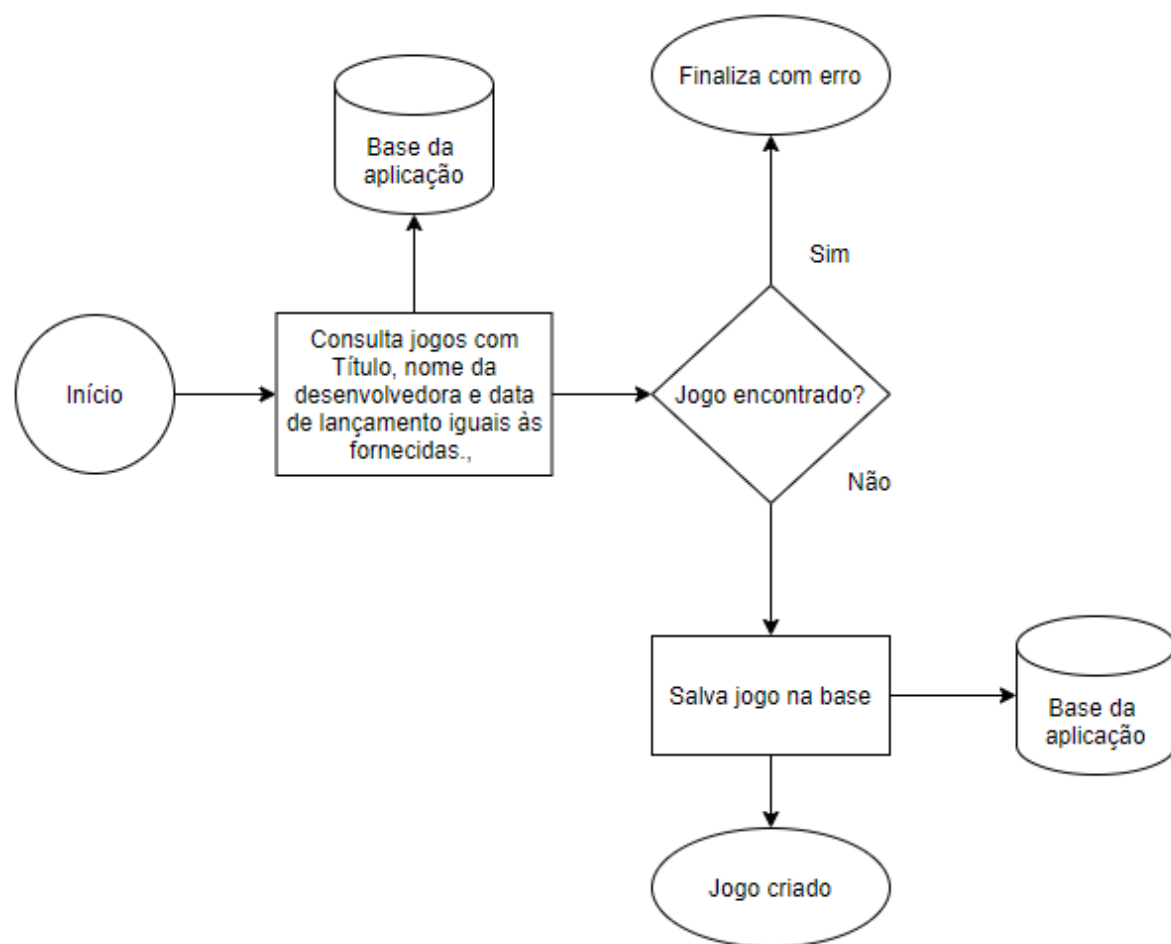 Início
Base da
aplicação
Consulta jogos com
Título, nome da
desenvolvedora e data
de lançamento iguais às
fornecidas.,
Jogo encontrado?
Sim
Finaliza com erro
Não
Salva jogo na base
Base da
aplicação
Jogo criado